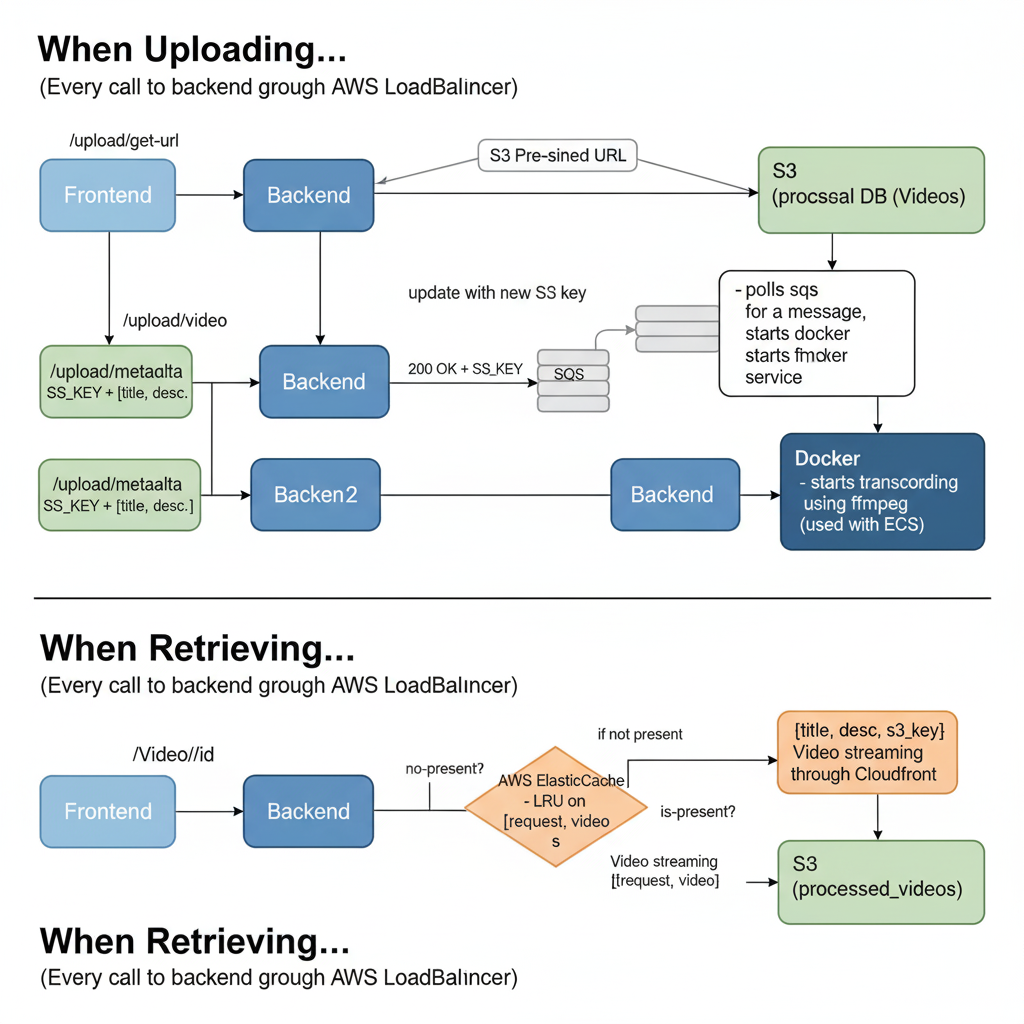 When Uploading...
(Every call to backend grough AWS LoadBalincer)
/upload/get-url
Frontend
Backend
S3 Pre-sined URL
S3
(procssal DB (Videos)
update with new S3 key
- polls sqs
for a message,
starts docker
starts fmoker
service
/upload/video
/upload/metaalta
SS_KEY + [title, desc.
Backend
200 OK + SS_KEY
SQS
/upload/metaalta
SS_KEY + [title, desc.]
Backen2
Backend
Docker
- starts transcording
using ffmpeg
(used with ECS)
When Retrieving...
(Every call to backend grough AWS LoadBalincer)
/Video//id
Frontend
Backend
no-present?
AWS ElasticCache
- LRU on
[request, video
s
if not present
is-present?
[title, desc, s3_key}
Video streaming
through Cloudfront
Video streaming
[[request, video]
S3
(processed_videos)
When Retrieving...
(Every call to backend grough AWS LoadBalincer)